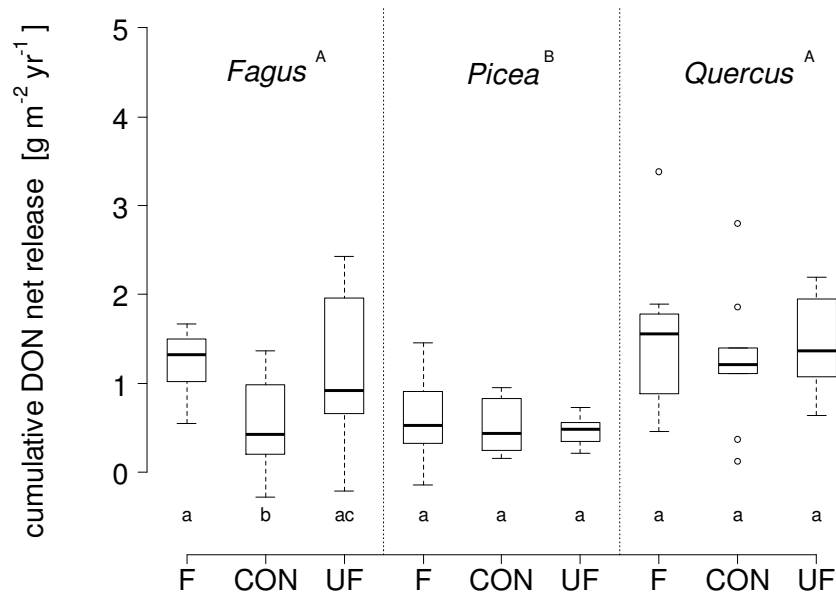 cumulative DON net release [g m⁻² yr⁻¹]
5
4
3
2
1
0
Fagus ᴬ
Picea ᴮ
Quercus ᴬ
a b ac a a a a a a
F CON UF F CON UF F CON UF